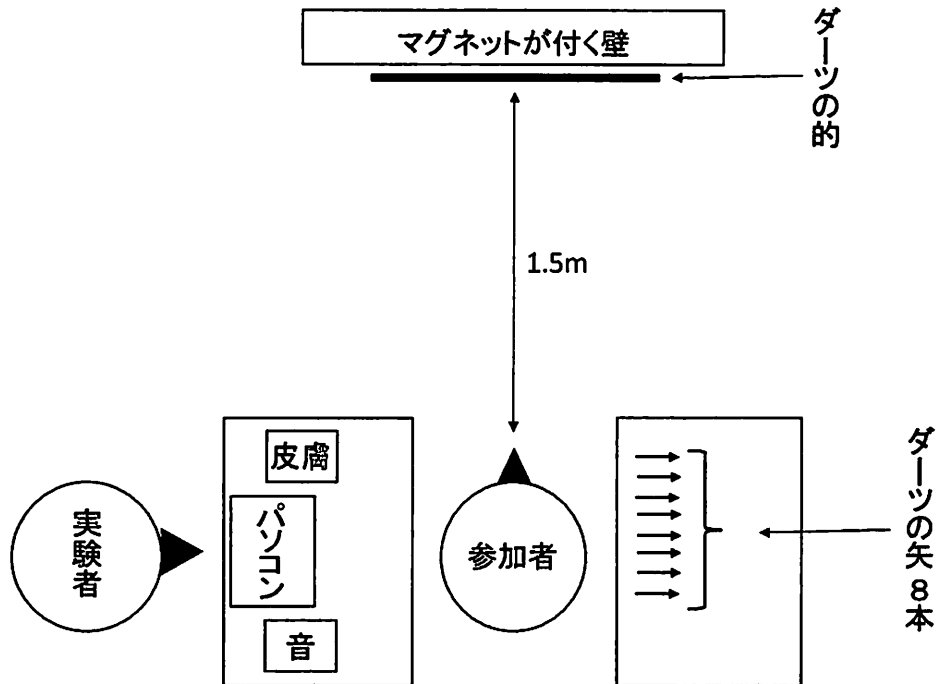 マグネットが付く壁
ダーツの的
1.5m
皮膚
パソコン
音
実験者
参加者
ダーツの矢 8本